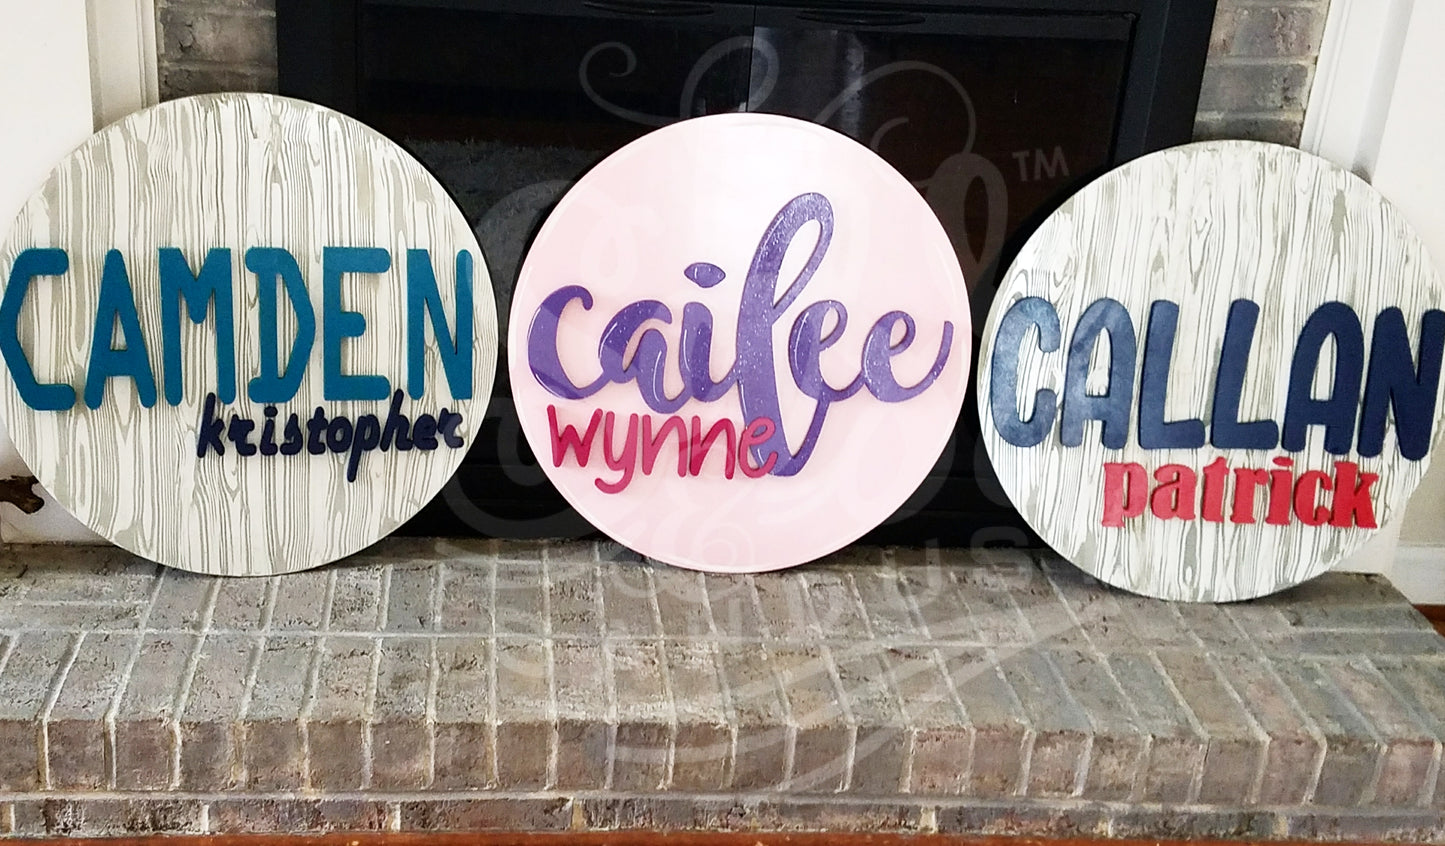 CAMDEN
kristopher
cailee
wynne
CALLAN
patrick
TM